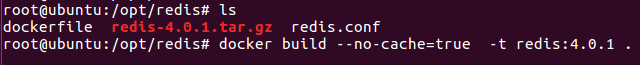 root@ubuntu:/opt/redis# ls
dockerfile  redis-4.0.1.tar.gz  redis.conf
root@ubuntu:/opt/redis# docker build --no-cache=true  -t redis:4.0.1 .